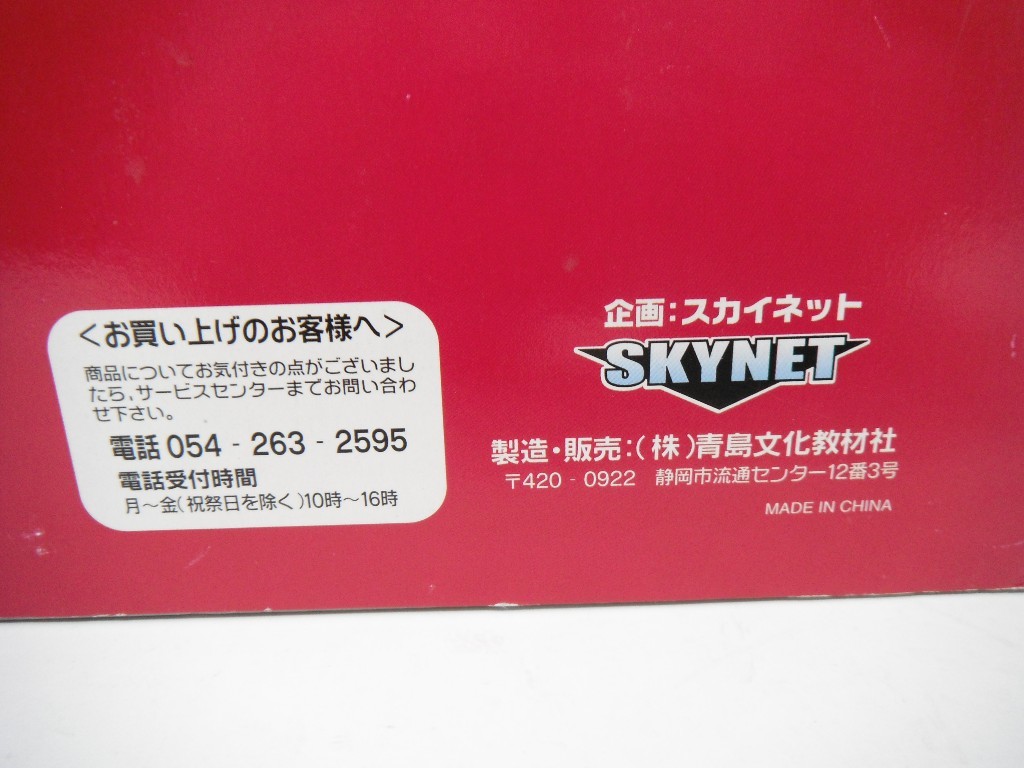 ＜お買い上げのお客様へ＞
商品についてお気付きの点がございまし
たら,サービスセンターまでお問い合わ
せ下さい。
電話 054 - 263 - 2595
電話受付時間
月～金(祝祭日を除く)10時～16時
企画:スカイネット
SKYNET
製造・販売:(株)青島文化教材社
〒420 - 0922 静岡市流通センター12番3号
MADE IN CHINA